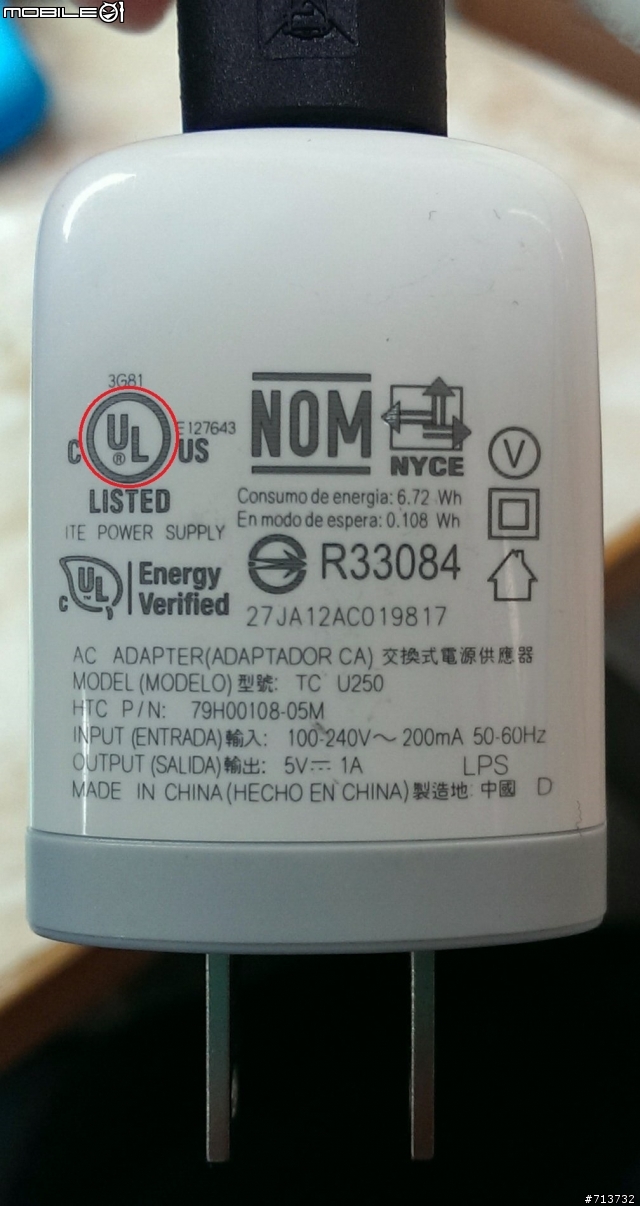 MOBILE01
3G81
C UL ® US E127643
LISTED
ITE POWER SUPPLY
NOM
NYCE
Consumo de energia: 6.72 Wh
En modo de espera: 0.108 Wh
V
C UL ™ Energy Verified
R33084
27JA12AC019817
AC ADAPTER(ADAPTADOR CA) 交換式電源供應器
MODEL (MODELO) 型號: TC U250
HTC P/N: 79H00108-05M
INPUT (ENTRADA) 輸入: 100-240V～ 200mA 50-60Hz
OUTPUT (SALIDA) 輸出: 5V⎓ 1A LPS
MADE IN CHINA (HECHO EN CHINA) 製造地: 中國 D
#713732